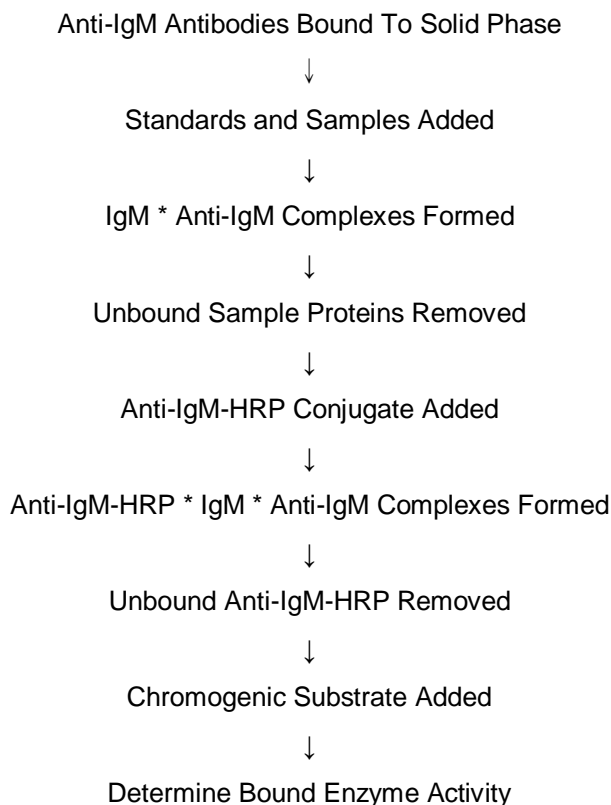 Anti-IgM Antibodies Bound To Solid Phase
↓
Standards and Samples Added
↓
IgM * Anti-IgM Complexes Formed
↓
Unbound Sample Proteins Removed
↓
Anti-IgM-HRP Conjugate Added
↓
Anti-IgM-HRP * IgM * Anti-IgM Complexes Formed
↓
Unbound Anti-IgM-HRP Removed
↓
Chromogenic Substrate Added
↓
Determine Bound Enzyme Activity